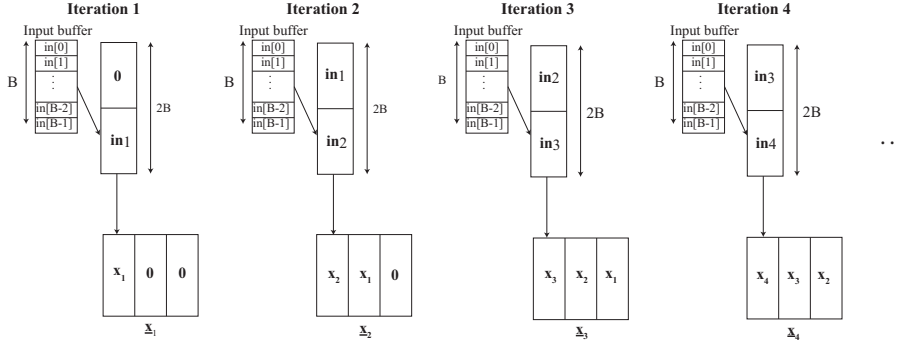 Iteration 1
Input buffer
in[0]
in[1]
⋮
in[B-2]
in[B-1]
B
0
in1
2B
x1
0
0
x1
Iteration 2
Input buffer
in[0]
in[1]
⋮
in[B-2]
in[B-1]
B
in1
in2
2B
x2
x1
0
x2
Iteration 3
Input buffer
in[0]
in[1]
⋮
in[B-2]
in[B-1]
B
in2
in3
2B
x3
x2
x1
x3
Iteration 4
Input buffer
in[0]
in[1]
⋮
in[B-2]
in[B-1]
B
in3
in4
2B
x4
x3
x2
x4
. .